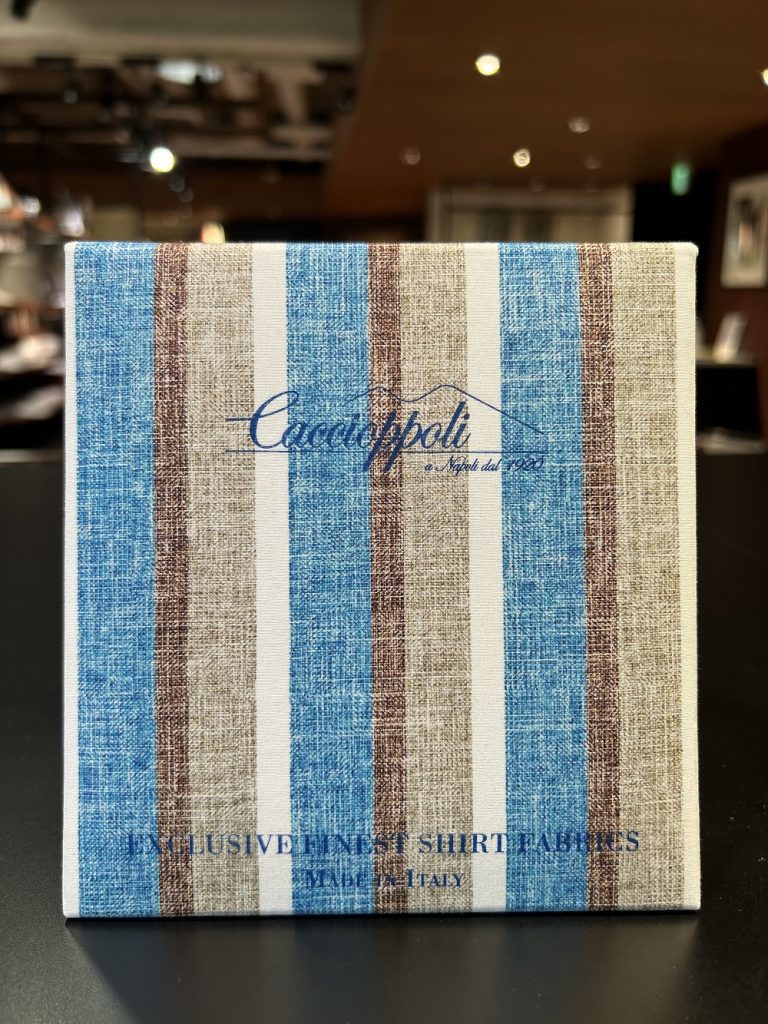 Caccioppoli
a Napoli dal 1920
EXCLUSIVE FINEST SHIRT FABRICS
MADE IN ITALY